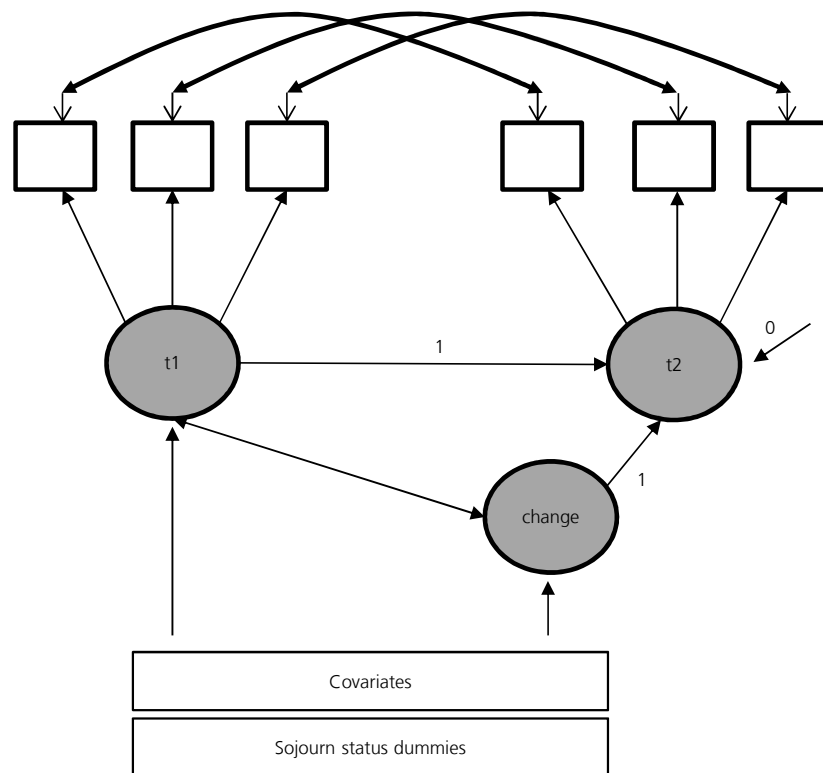 0
1
t1
t2
1
change
Covariates
Sojourn status dummies